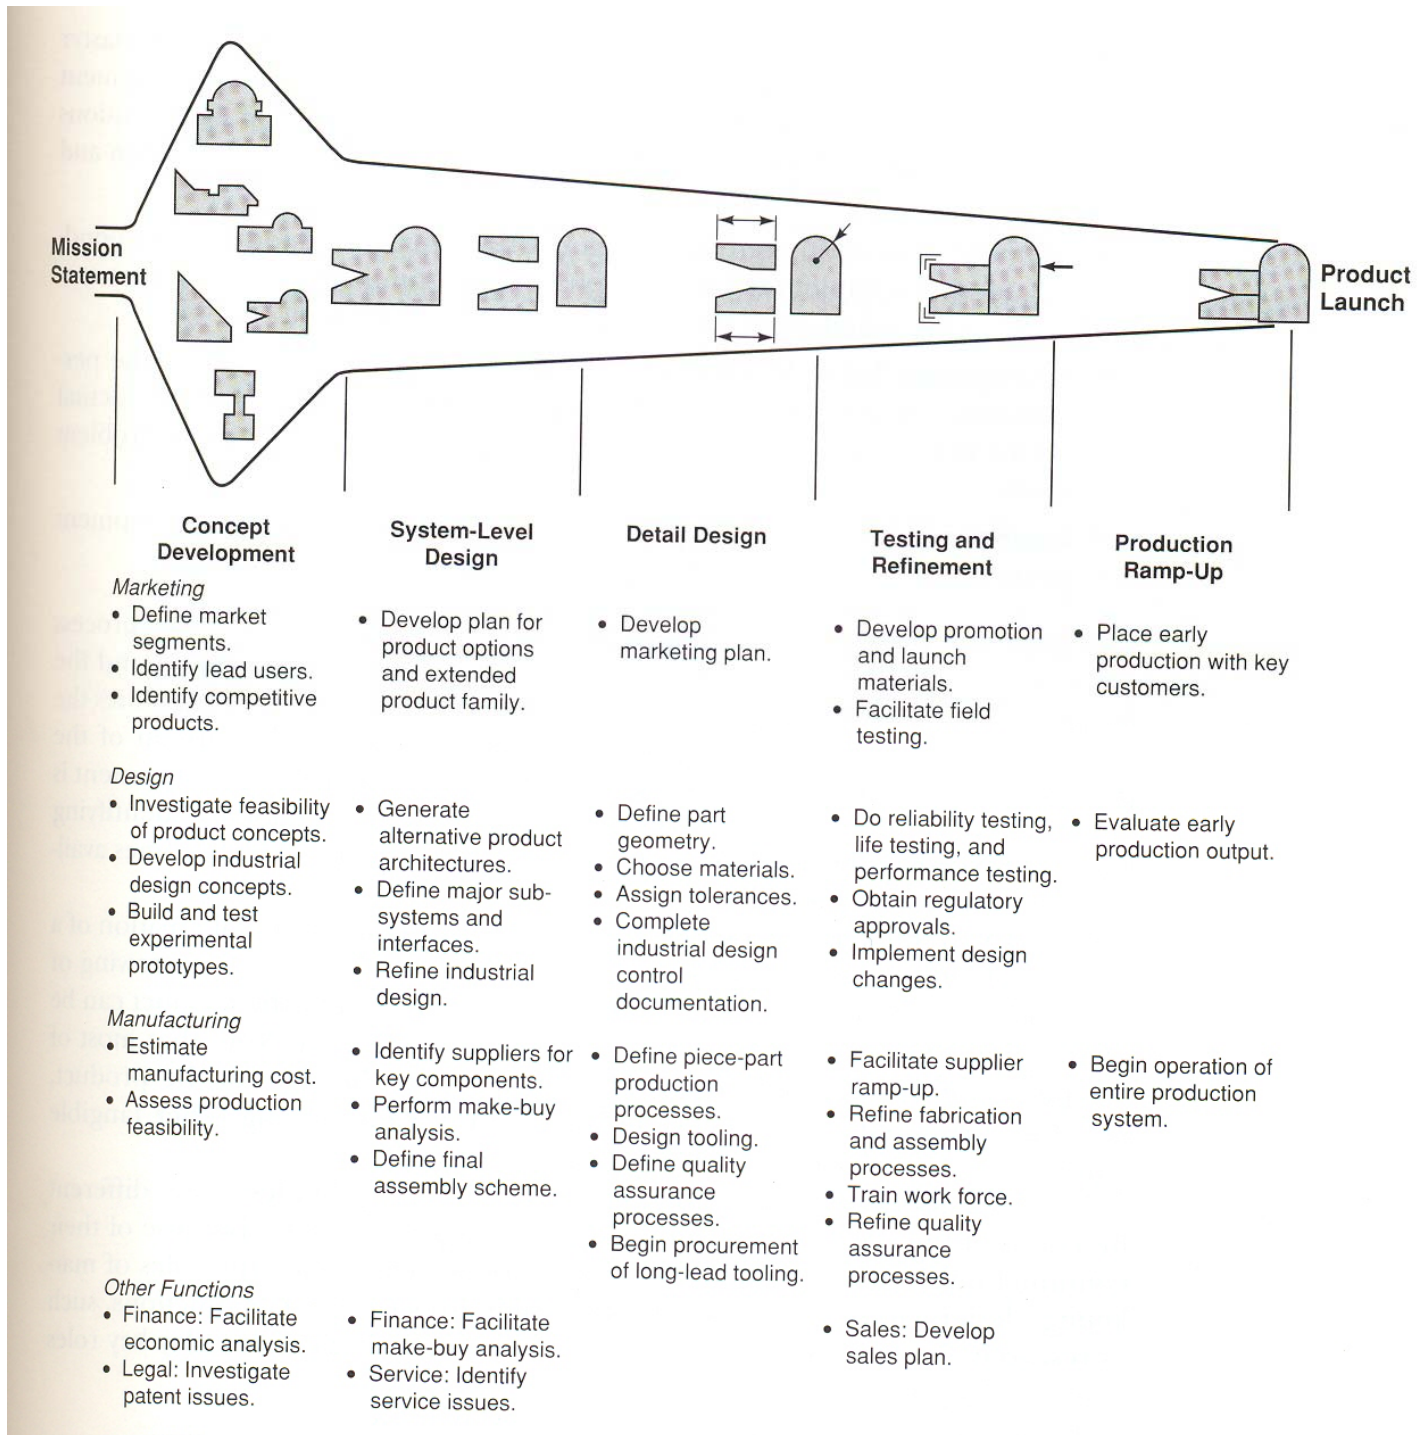 Mission
Statement
Product
Launch
Concept
Development
System-Level
Design
Detail Design
Testing and
Refinement
Production
Ramp-Up
Marketing
• Define market
segments.
• Identify lead users.
• Identify competitive
products.
• Develop plan for
product options
and extended
product family.
• Develop
marketing plan.
• Develop promotion
and launch
materials.
• Facilitate field
testing.
• Place early
production with key
customers.
Design
• Investigate feasibility
of product concepts.
• Develop industrial
design concepts.
• Build and test
experimental
prototypes.
• Generate
alternative product
architectures.
• Define major sub-
systems and
interfaces.
• Refine industrial
design.
• Define part
geometry.
• Choose materials.
• Assign tolerances.
• Complete
industrial design
control
documentation.
• Do reliability testing,
life testing, and
performance testing.
• Obtain regulatory
approvals.
• Implement design
changes.
• Evaluate early
production output.
Manufacturing
• Estimate
manufacturing cost.
• Assess production
feasibility.
• Identify suppliers for
key components.
• Perform make-buy
analysis.
• Define final
assembly scheme.
• Define piece-part
production
processes.
• Design tooling.
• Define quality
assurance
processes.
• Begin procurement
of long-lead tooling.
• Facilitate supplier
ramp-up.
• Refine fabrication
and assembly
processes.
• Train work force.
• Refine quality
assurance
processes.
• Begin operation of
entire production
system.
Other Functions
• Finance: Facilitate
economic analysis.
• Legal: Investigate
patent issues.
• Finance: Facilitate
make-buy analysis.
• Service: Identify
service issues.
• Sales: Develop
sales plan.